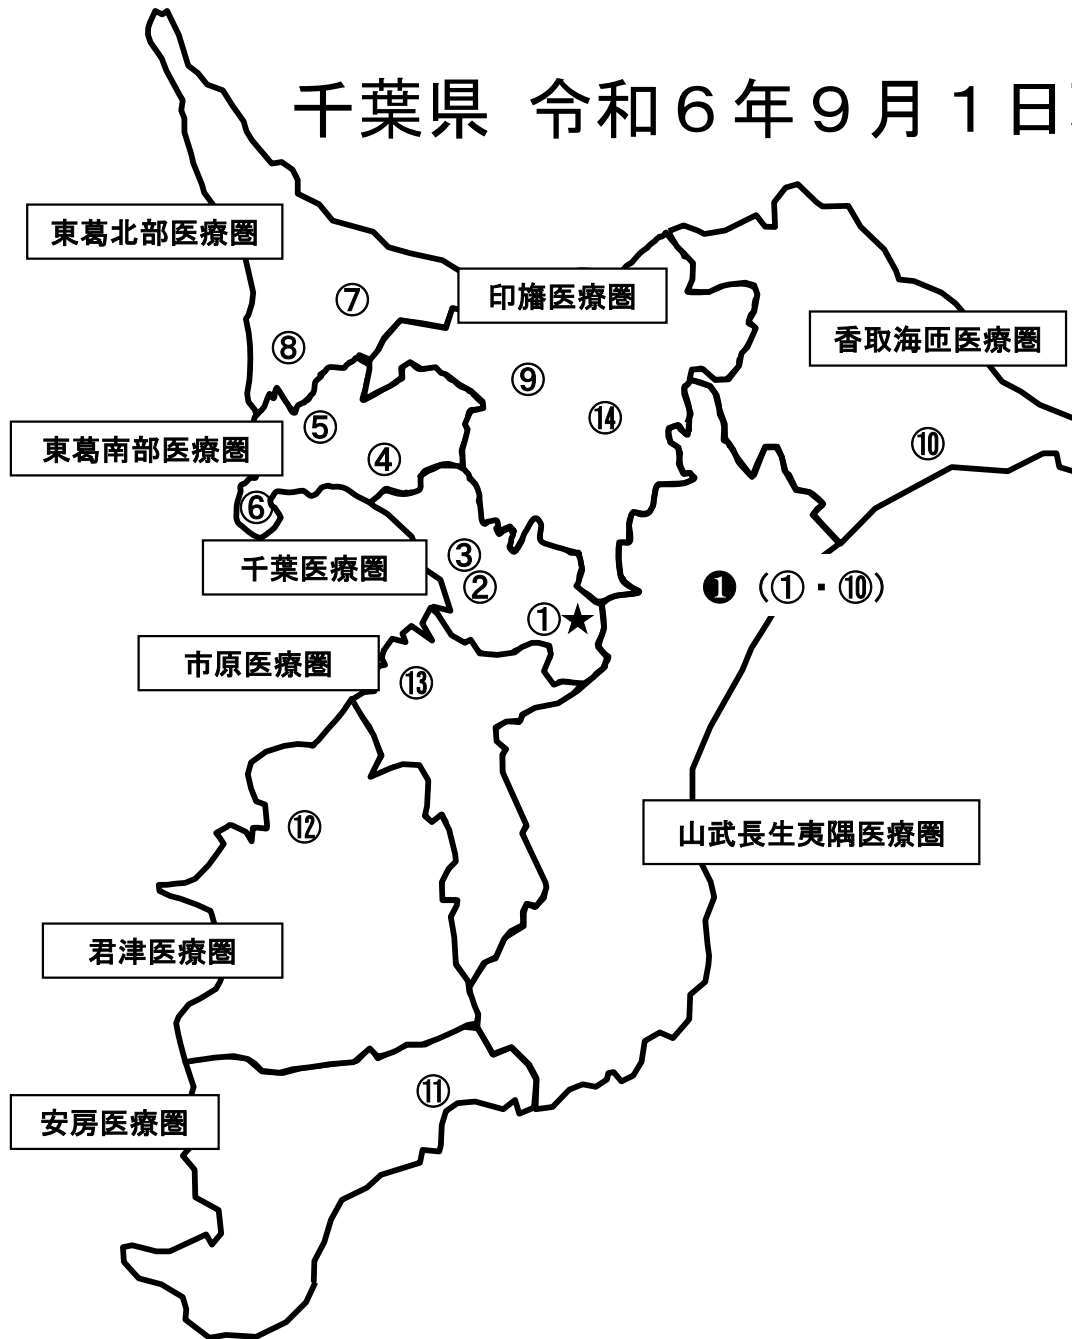 千葉県 令和６年９月１日
東葛北部医療圏
印旛医療圏
⑦
香取海匝医療圏
⑧
⑨
⑭
⑤
東葛南部医療圏
④
⑩
⑥
③
千葉医療圏
②
❶（①・⑩）
①★
市原医療圏
⑬
⑫
山武長生夷隅医療圏
君津医療圏
⑪
安房医療圏